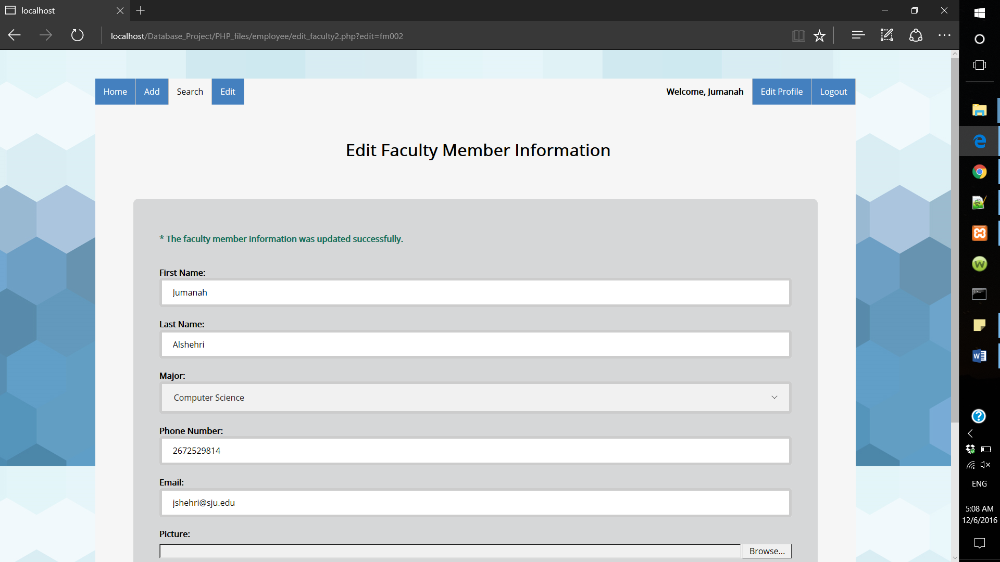 localhost
localhost/Database_Project/PHP_files/employee/edit_faculty2.php?edit=fm002
Home Add Search Edit Welcome, Jumanah Edit Profile Logout
Edit Faculty Member Information
* The faculty member information was updated successfully.
First Name:
Jumanah
Last Name:
Alshehri
Major:
Computer Science
Phone Number:
2672529814
Email:
jshehri@sju.edu
Picture:
Browse...
ENG
5:08 AM
12/6/2016